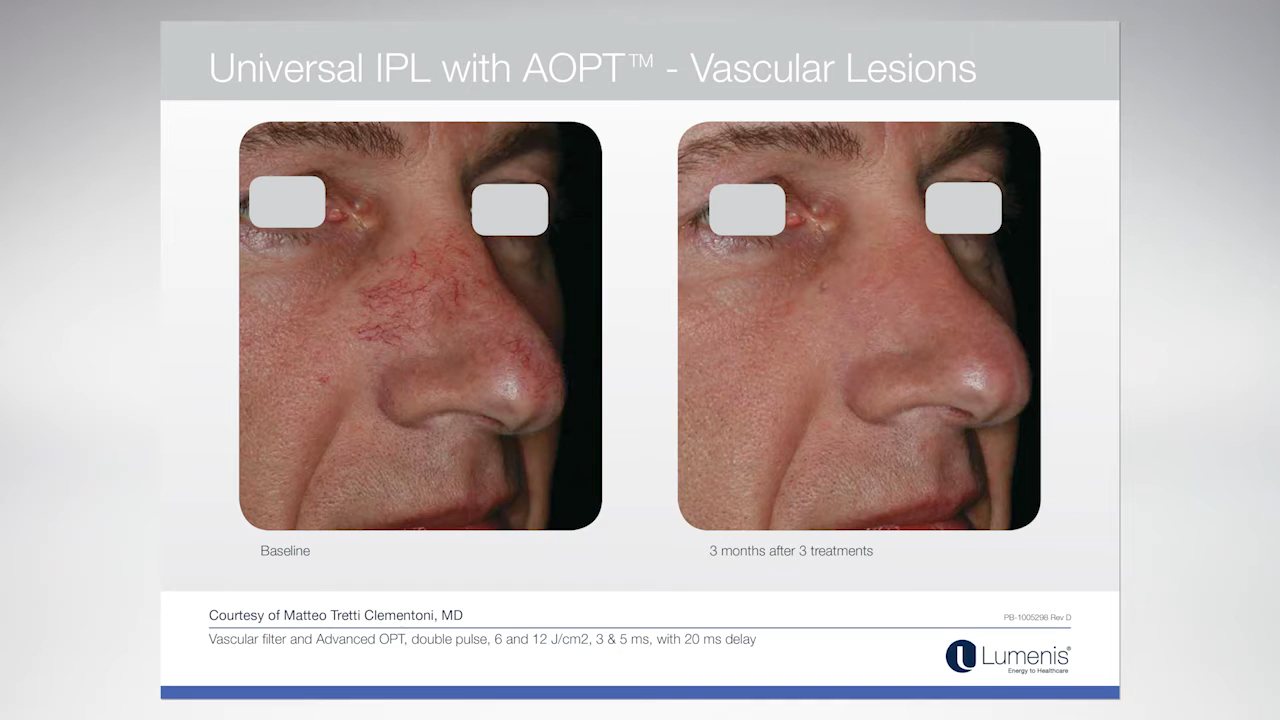 Universal IPL with AOPT™ - Vascular Lesions
Baseline
3 months after 3 treatments
Courtesy of Matteo Tretti Clementoni, MD
PB-1005298 Rev D
Vascular filter and Advanced OPT, double pulse, 6 and 12 J/cm2, 3 & 5 ms, with 20 ms delay
Lumenis®
Energy to Healthcare